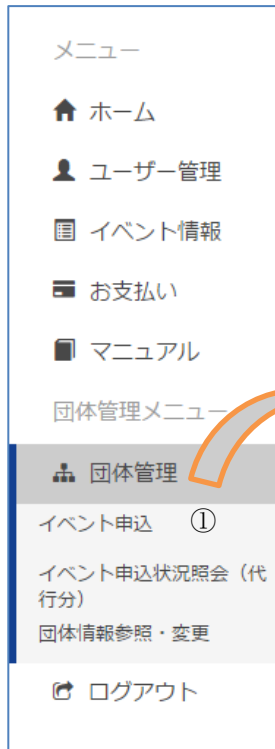 メニュー
ホーム
ユーザー管理
イベント情報
お支払い
マニュアル
団体管理メニュー
団体管理
イベント申込 ①
イベント申込状況照会（代
行分）
団体情報参照・変更
ログアウト